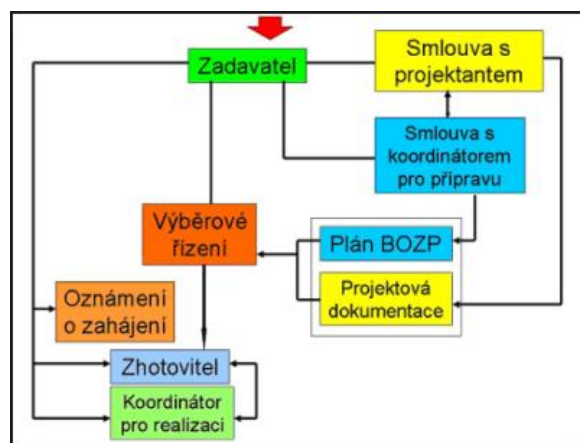 Zadavatel
Smlouva s
projektantem
Smlouva s
koordinátorem
pro přípravu
Výběrové
řízení
Plán BOZP
Projektová
dokumentace
Oznámení
o zahájení
Zhotovitel
Koordinátor
pro realizaci